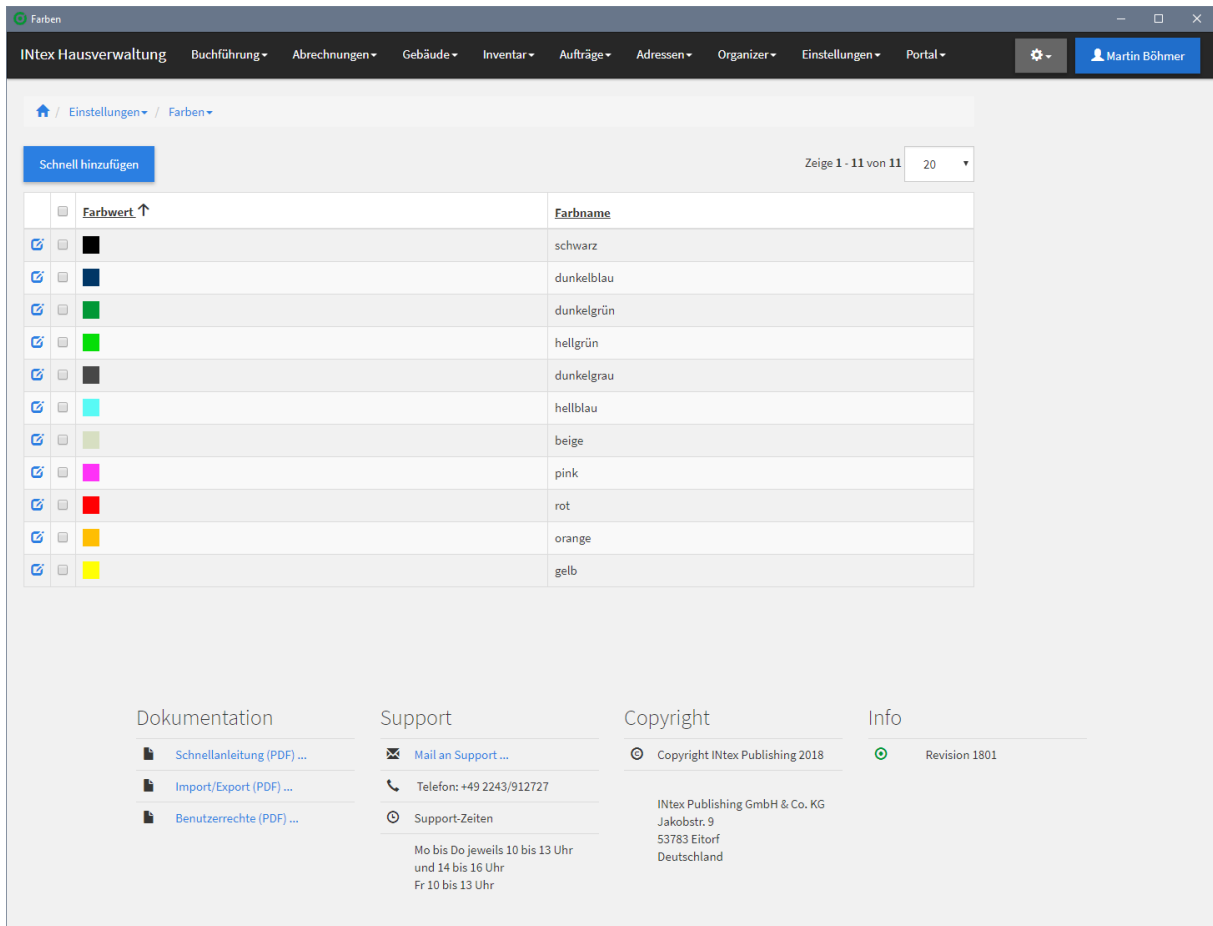 Farben
INtex Hausverwaltung Buchführung Abrechnungen Gebäude Inventar Aufträge Adressen Organizer Einstellungen Portal Martin Böhmer
/ Einstellungen / Farben
Schnell hinzufügen Zeige 1 - 11 von 11 20
Farbwert Farbname
schwarz
dunkelblau
dunkelgrün
hellgrün
dunkelgrau
hellblau
beige
pink
rot
orange
gelb
Dokumentation
Schnellanleitung (PDF) ...
Import/Export (PDF) ...
Benutzerrechte (PDF) ...
Support
Mail an Support ...
Telefon: +49 2243/912727
Support-Zeiten
Mo bis Do jeweils 10 bis 13 Uhr
und 14 bis 16 Uhr
Fr 10 bis 13 Uhr
Copyright
© Copyright INtex Publishing 2018
INtex Publishing GmbH & Co. KG
Jakobstr. 9
53783 Eitorf
Deutschland
Info
Revision 1801